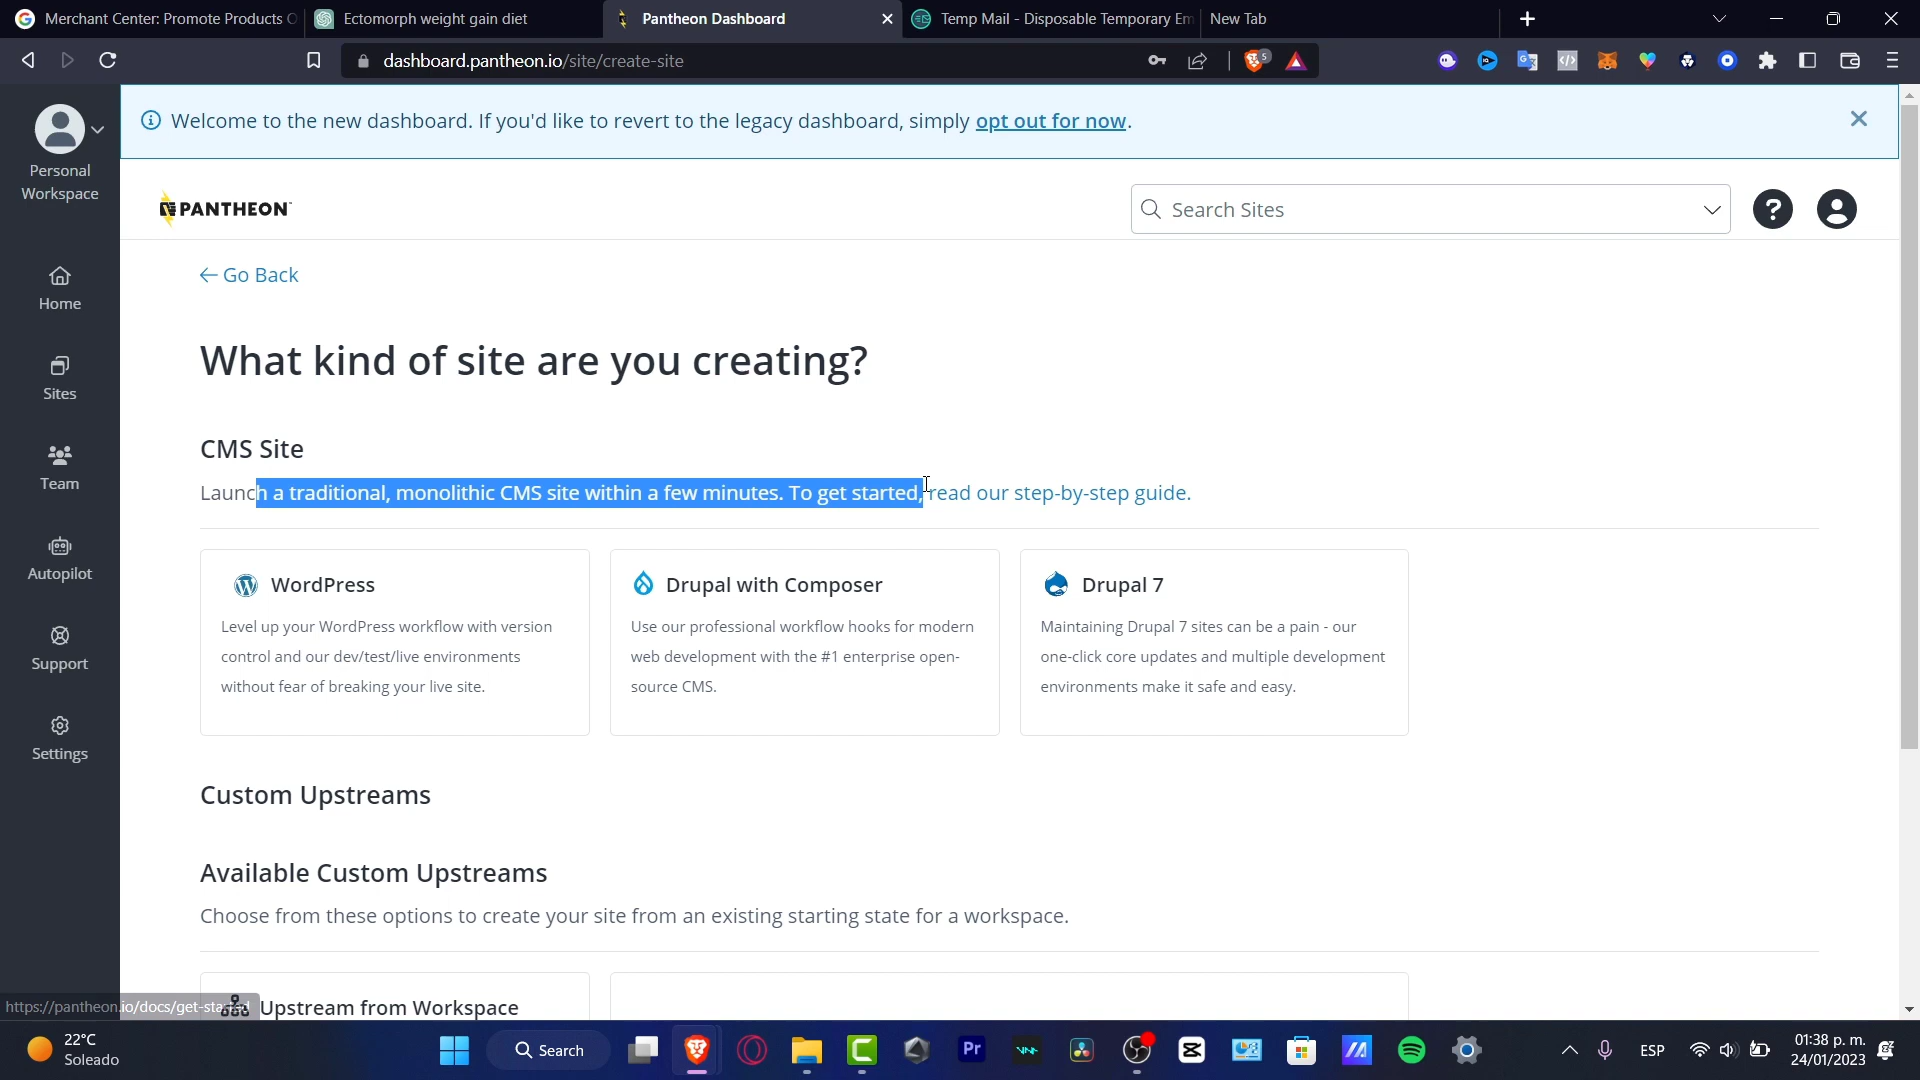 Merchant Center: Promote Products O
Ectomorph weight gain diet
Pantheon Dashboard
Temp Mail - Disposable Temporary Em
New Tab
dashboard.pantheon.io/site/create-site
5
Personal
Workspace
Home
Sites
Team
Autopilot
Support
Settings
Welcome to the new dashboard. If you'd like to revert to the legacy dashboard, simply opt out for now.
PANTHEON
Search Sites
?
← Go Back
What kind of site are you creating?
CMS Site
Launch a traditional, monolithic CMS site within a few minutes. To get started, read our step-by-step guide.
WordPress
Level up your WordPress workflow with version
control and our dev/test/live environments
without fear of breaking your live site.
Drupal with Composer
Use our professional workflow hooks for modern
web development with the #1 enterprise open-
source CMS.
Drupal 7
Maintaining Drupal 7 sites can be a pain - our
one-click core updates and multiple development
environments make it safe and easy.
Custom Upstreams
Available Custom Upstreams
Choose from these options to create your site from an existing starting state for a workspace.
Upstream from Workspace
https://pantheon.io/docs/get-started
22°C
Soleado
Search
Pr
ESP
01:38 p. m.
24/01/2023